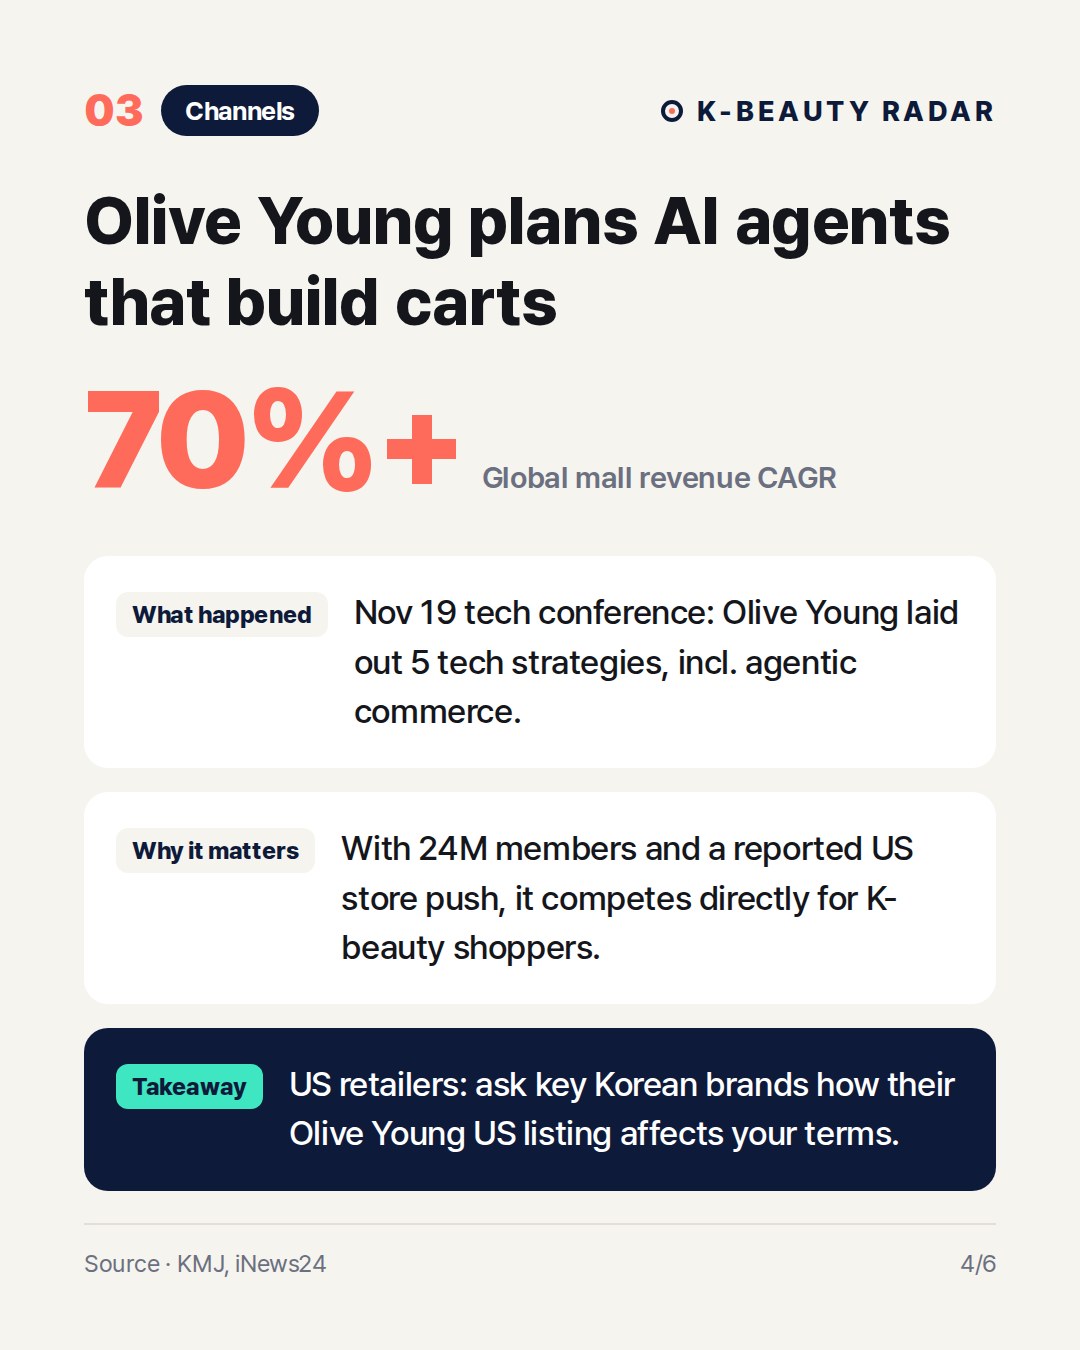 03 Channels
K-BEAUTY RADAR
Olive Young plans AI agents
that build carts
70%+ Global mall revenue CAGR
What happened
Nov 19 tech conference: Olive Young laid
out 5 tech strategies, incl. agentic
commerce.
Why it matters
With 24M members and a reported US
store push, it competes directly for K-
beauty shoppers.
Takeaway
US retailers: ask key Korean brands how their
Olive Young US listing affects your terms.
Source · KMJ, iNews24
4/6